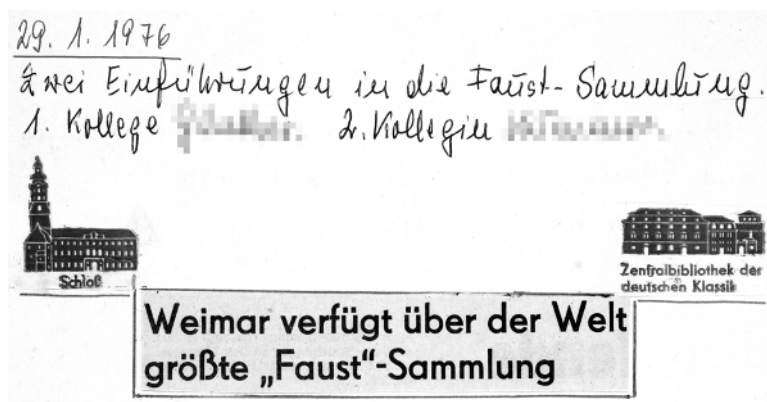 29. 1. 1976
Zwei Einführungen in die Faust-Sammlung.
1. Kollege 2. Kollegin
Schloß
Zentralbibliothek der
deutschen Klassik
Weimar verfügt über der Welt
größte „Faust“-Sammlung